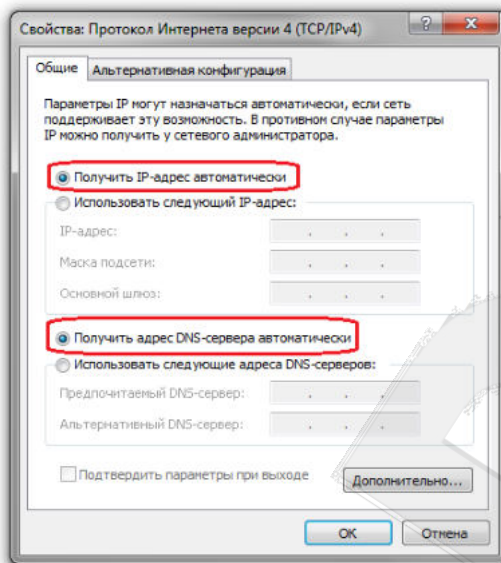 Свойства: Протокол Интернета версии 4 (TCP/IPv4)
Общие
Альтернативная конфигурация
Параметры IP могут назначаться автоматически, если сеть
поддерживает эту возможность. В противном случае параметры
IP можно получить у сетевого администратора.
Получить IP-адрес автоматически
Использовать следующий IP-адрес:
IP-адрес:
Маска подсети:
Основной шлюз:
Получить адрес DNS-сервера автоматически
Использовать следующие адреса DNS-серверов:
Предпочитаемый DNS-сервер:
Альтернативный DNS-сервер:
Подтвердить параметры при выходе
Дополнительно...
ОК
Отмена